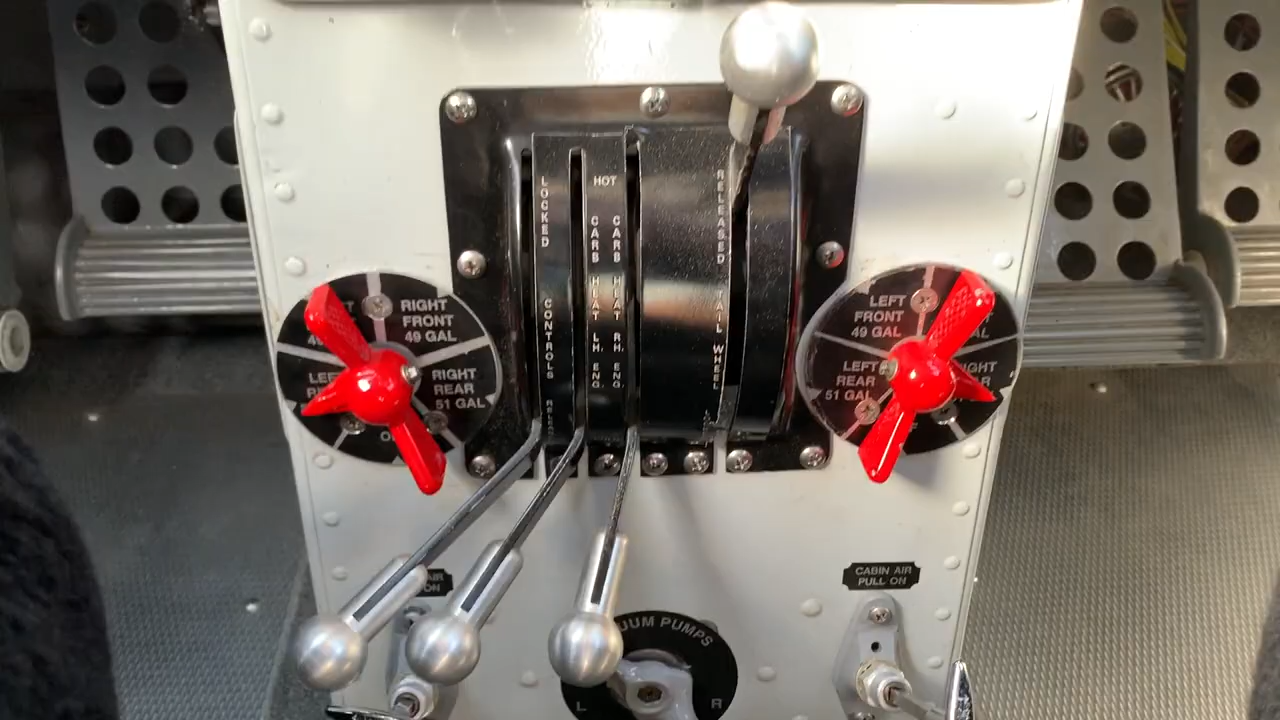 LOCKED
CONTROLS
HOT
CARB HEAT LH. ENG.
CARB HEAT RH. ENG.
RELEASED
TAIL WHEEL
RIGHT
FRONT
49 GAL
RIGHT
REAR
51 GAL
LEFT
FRONT
49 GAL
LEFT
REAR
51 GAL
CABIN AIR
PULL ON
PUMPS
L
R